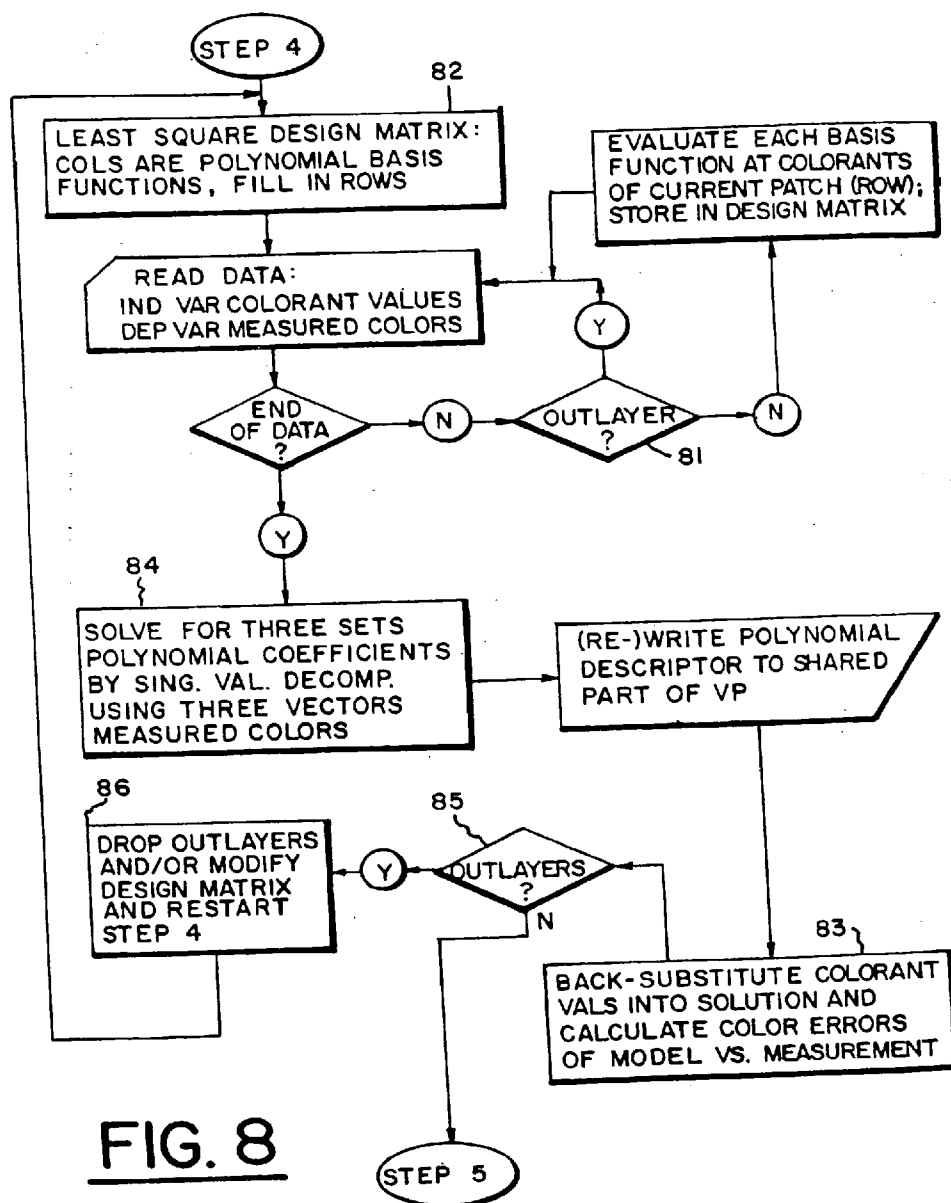 STEP 4
82
LEAST SQUARE DESIGN MATRIX:
COLS ARE POLYNOMIAL BASIS
FUNCTIONS, FILL IN ROWS
EVALUATE EACH BASIS
FUNCTION AT COLORANTS
OF CURRENT PATCH (ROW);
STORE IN DESIGN MATRIX
READ DATA:
IND VAR COLORANT VALUES
DEP VAR MEASURED COLORS
Y
END
OF DATA
?
N
OUTLAYER
?
N
81
Y
84
SOLVE FOR THREE SETS
POLYNOMIAL COEFFICIENTS
BY SING. VAL. DECOMP.
USING THREE VECTORS
MEASURED COLORS
(RE-)WRITE POLYNOMIAL
DESCRIPTOR TO SHARED
PART OF VP
86
DROP OUTLAYERS
AND/OR MODIFY
DESIGN MATRIX
AND RESTART
STEP 4
Y
85
OUTLAYERS
?
N
83
BACK-SUBSTITUTE COLORANT
VALS INTO SOLUTION AND
CALCULATE COLOR ERRORS
OF MODEL VS. MEASUREMENT
FIG. 8
STEP 5